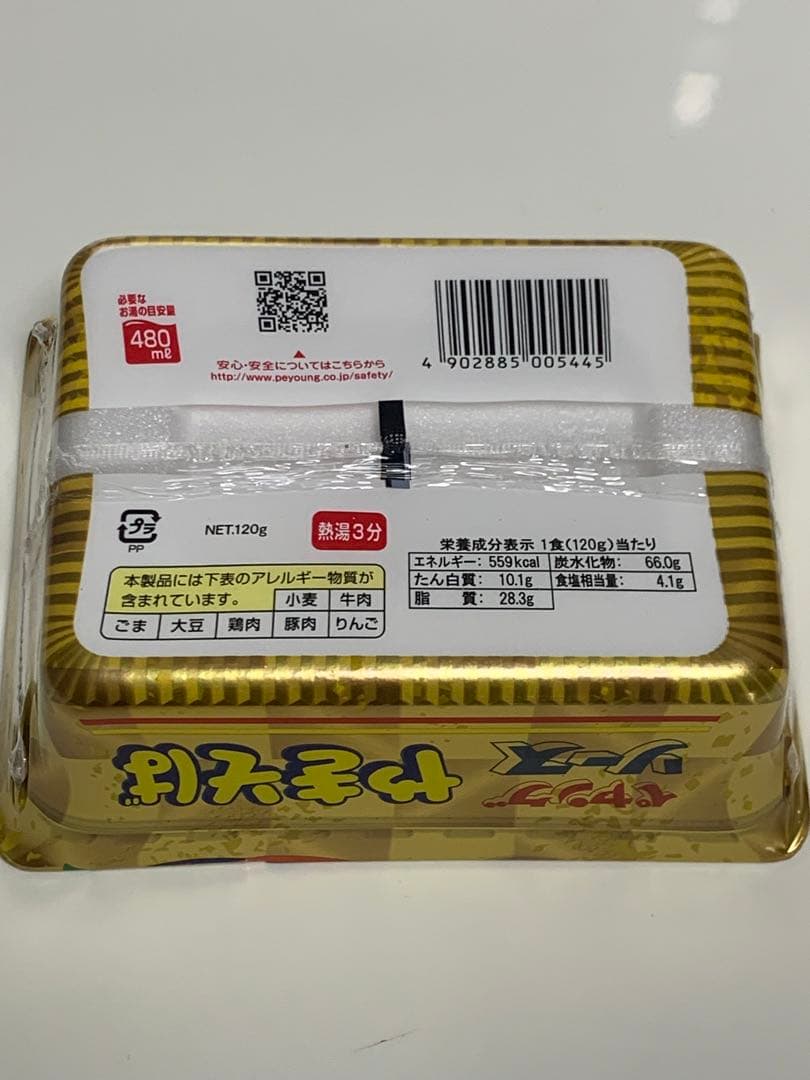 必要な
お湯の目安量
480
mℓ
安心・安全についてはこちらから
http://www.peyoung.co.jp/safety/
4 902885 005445
プラ
PP
NET.120g
熱湯3分
本製品には下表のアレルギー物質が
含まれています。 小麦 牛肉
ごま 大豆 鶏肉 豚肉 りんご
栄養成分表示 1食(120g)当たり
エネルギー: 559kcal 炭水化物: 66.0g
たん白質: 10.1g 食塩相当量: 4.1g
脂 質: 28.3g
ペヤング
ソース
やきそば